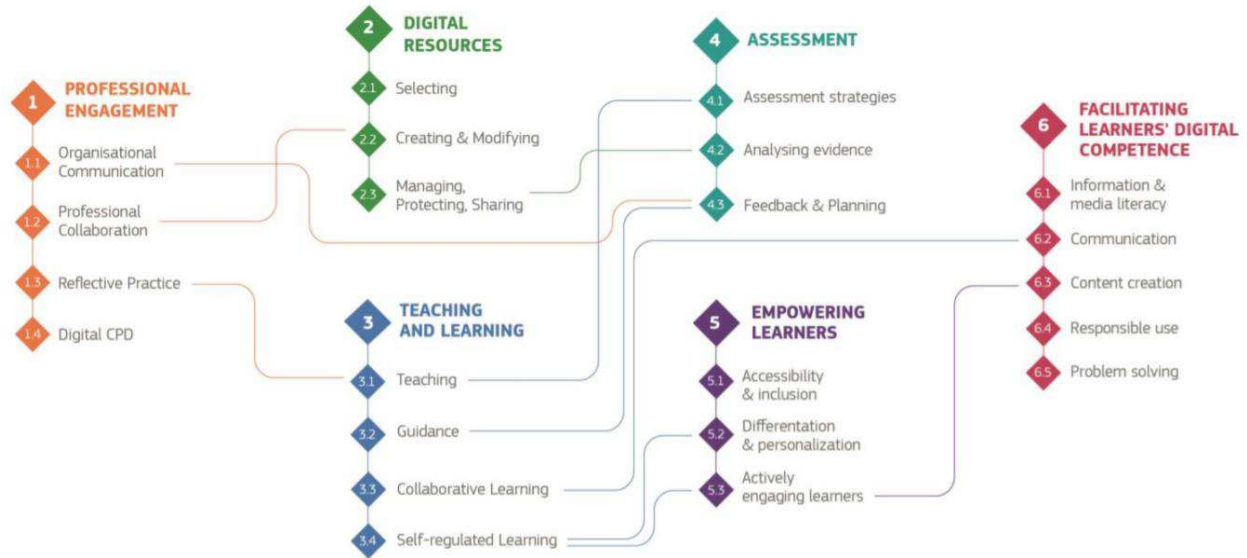 1
PROFESSIONAL
ENGAGEMENT
1.1
Organisational
Communication
1.2
Professional
Collaboration
1.3
Reflective Practice
1.4
Digital CPD
2
DIGITAL
RESOURCES
2.1
Selecting
2.2
Creating & Modifying
2.3
Managing,
Protecting, Sharing
3
TEACHING
AND LEARNING
3.1
Teaching
3.2
Guidance
3.3
Collaborative Learning
3.4
Self-regulated Learning
4
ASSESSMENT
4.1
Assessment strategies
4.2
Analysing evidence
4.3
Feedback & Planning
5
EMPOWERING
LEARNERS
5.1
Accessibility
& inclusion
5.2
Differentation
& personalization
5.3
Actively
engaging learners
6
FACILITATING
LEARNERS' DIGITAL
COMPETENCE
6.1
Information &
media literacy
6.2
Communication
6.3
Content creation
6.4
Responsible use
6.5
Problem solving